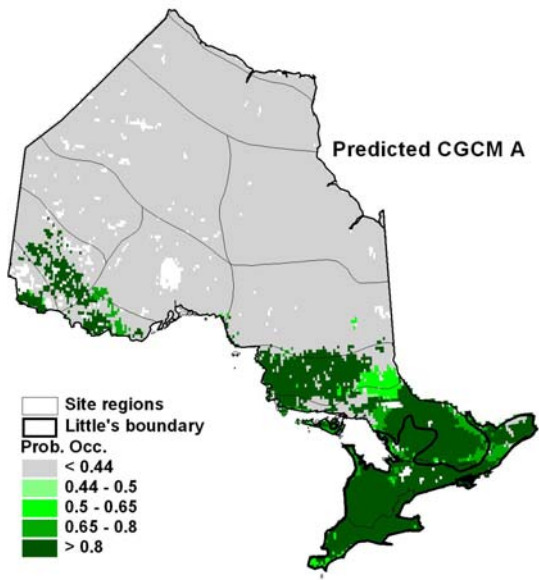 Predicted CGCM A
Site regions
Little's boundary
Prob. Occ.
< 0.44
0.44 - 0.5
0.5 - 0.65
0.65 - 0.8
> 0.8